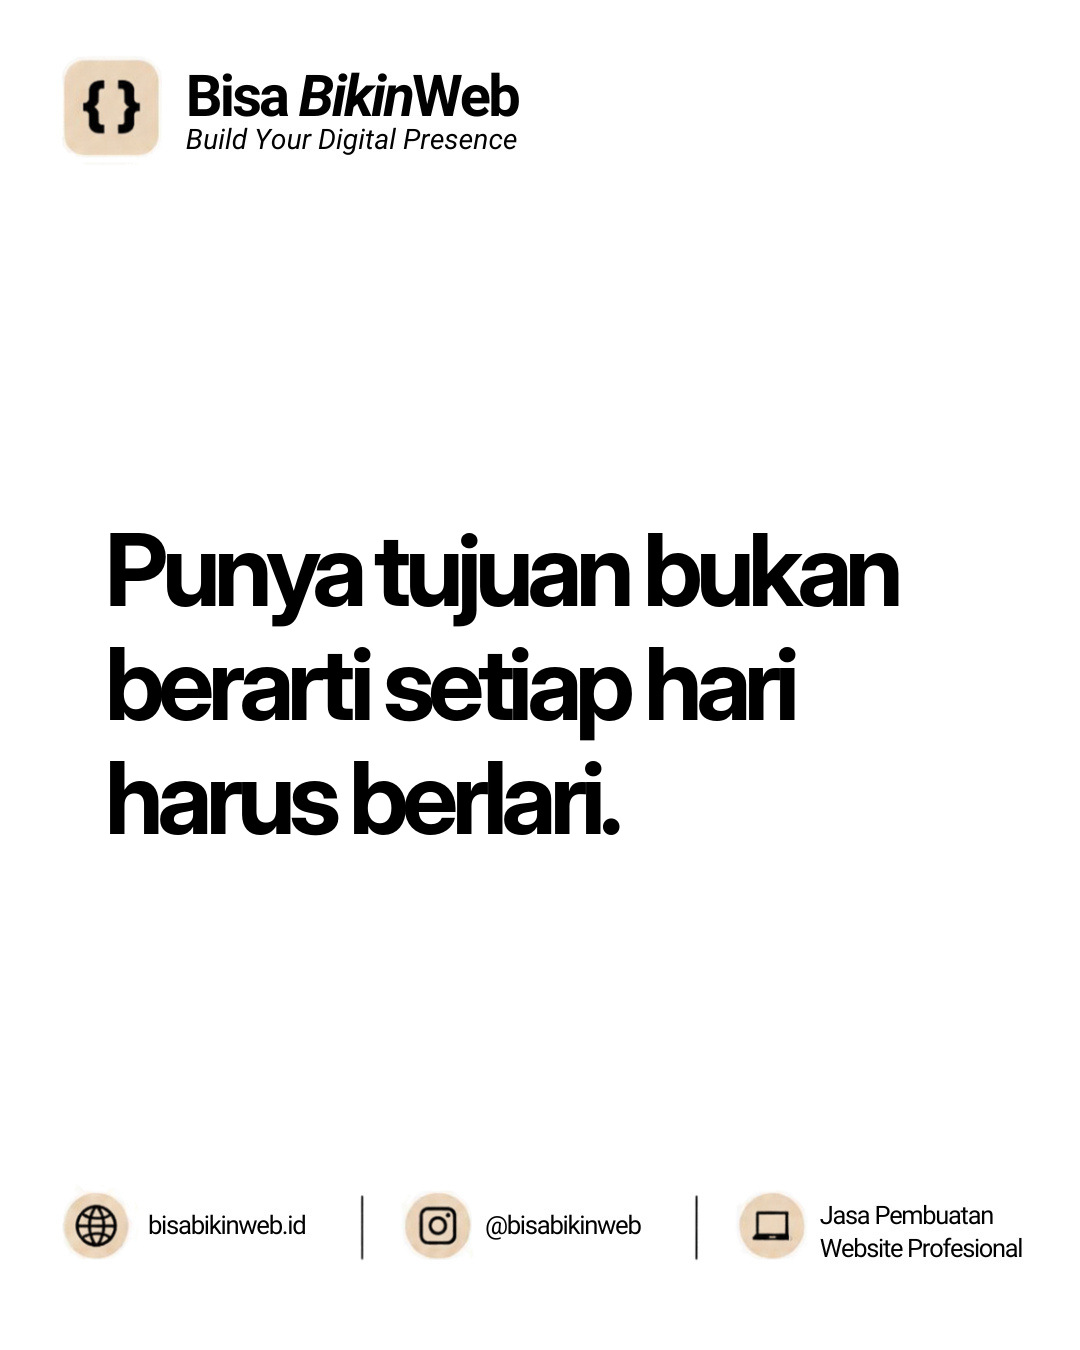 { }
Bisa BikinWeb
Build Your Digital Presence
Punya tujuan bukan
berarti setiap hari
harus berlari.
bisabikinweb.id
@bisabikinweb
Jasa Pembuatan
Website Profesional